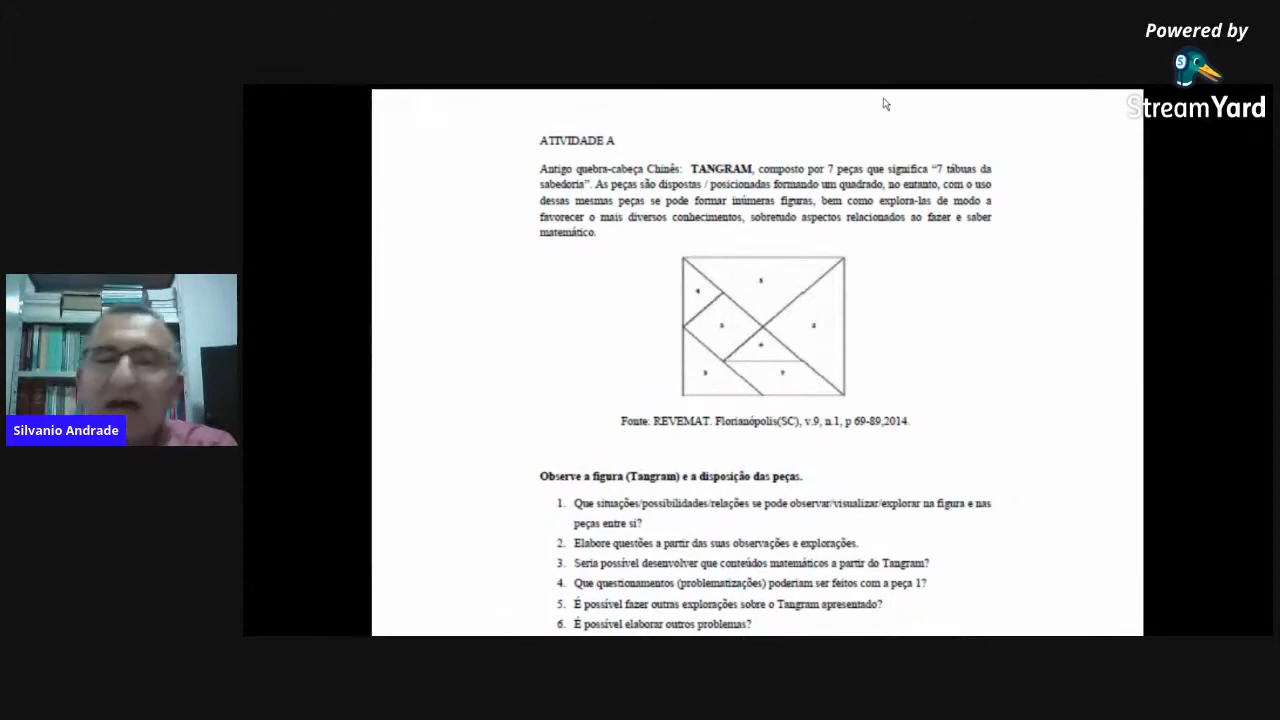 Powered by
StreamYard
ATIVIDADE A
Antigo quebra-cabeça Chinês: TANGRAM, composto por 7 peças que significa “7 tábuas da
sabedoria”. As peças são dispostas / posicionadas formando um quadrado, no entanto, com o uso
dessas mesmas peças se pode formar inúmeras figuras, bem como explora-las de modo a
favorecer o mais diversos conhecimentos, sobretudo aspectos relacionados ao fazer e saber
matemático.
4
2
7
Fonte: REVEMAT. Florianópolis(SC), v.9, n.1, p 69-89,2014.
Silvanio Andrade
Observe a figura (Tangram) e a disposição das peças.
1. Que situações/possibilidades/relações se pode observar/visualizar/explorar na figura e nas
peças entre si?
2. Elabore questões a partir das suas observações e explorações.
3. Seria possível desenvolver que conteúdos matemáticos a partir do Tangram?
4. Que questionamentos (problematizações) poderiam ser feitos com a peça 1?
5. É possível fazer outras explorações sobre o Tangram apresentado?
6. É possível elaborar outros problemas?